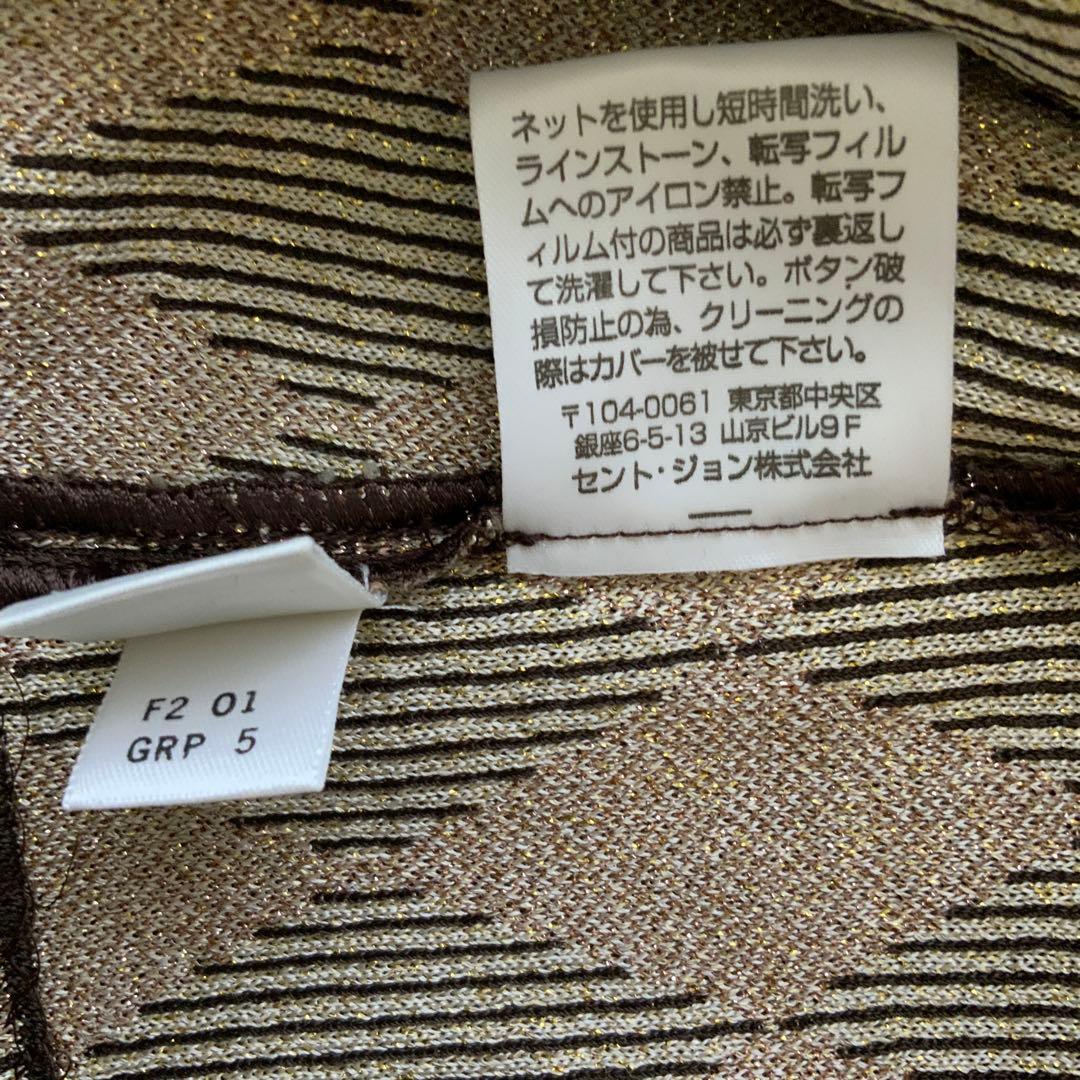 ネットを使用し短時間洗い、
ラインストーン、転写フィル
ムへのアイロン禁止。転写フ
ィルム付の商品は必ず裏返し
て洗濯して下さい。ボタン破
損防止の為、クリーニングの
際はカバーを被せて下さい。
〒104-0061 東京都中央区
銀座6-5-13 山京ビル9F
セント・ジョン株式会社
F2 01
GRP 5